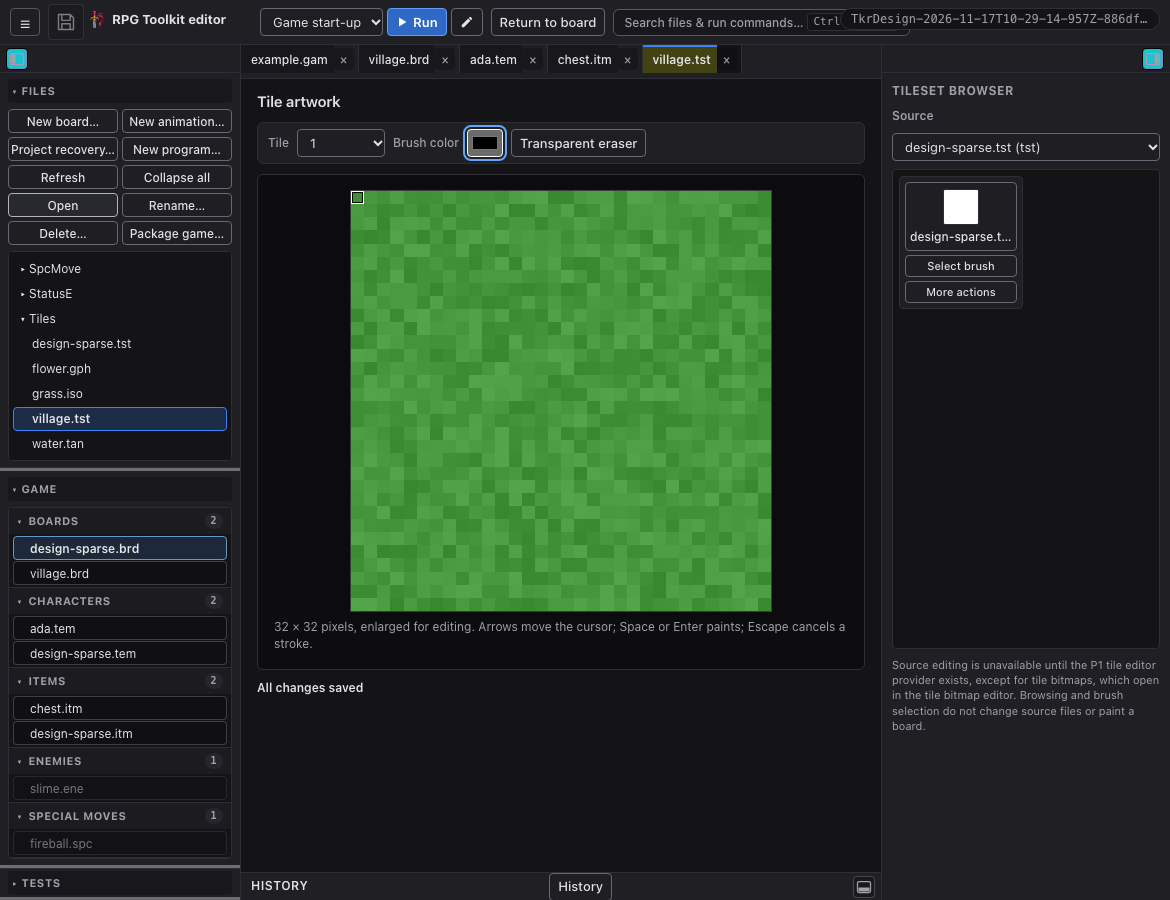 RPG Toolkit editor
Game start-up
Run
Return to board
Search files & run commands...
Ctrl
TkrDesign-2026-11-17T10-29-14-957Z-886df…
example.gam ×
village.brd ×
ada.tem ×
chest.itm ×
village.tst ×
FILES
New board...
New animation...
Project recovery...
New program...
Refresh
Collapse all
Open
Rename...
Delete...
Package game...
SpcMove
StatusE
Tiles
design-sparse.tst
flower.gph
grass.iso
village.tst
water.tan
GAME
BOARDS 2
design-sparse.brd
village.brd
CHARACTERS 2
ada.tem
design-sparse.tem
ITEMS 2
chest.itm
design-sparse.itm
ENEMIES 1
slime.ene
SPECIAL MOVES 1
fireball.spc
TESTS
Tile artwork
Tile 1 Brush color Transparent eraser
32 × 32 pixels, enlarged for editing. Arrows move the cursor; Space or Enter paints; Escape cancels a
stroke.
All changes saved
HISTORY
History
TILESET BROWSER
Source
design-sparse.tst (tst)
design-sparse.t...
Select brush
More actions
Source editing is unavailable until the P1 tile editor
provider exists, except for tile bitmaps, which open
in the tile bitmap editor. Browsing and brush
selection do not change source files or paint a
board.